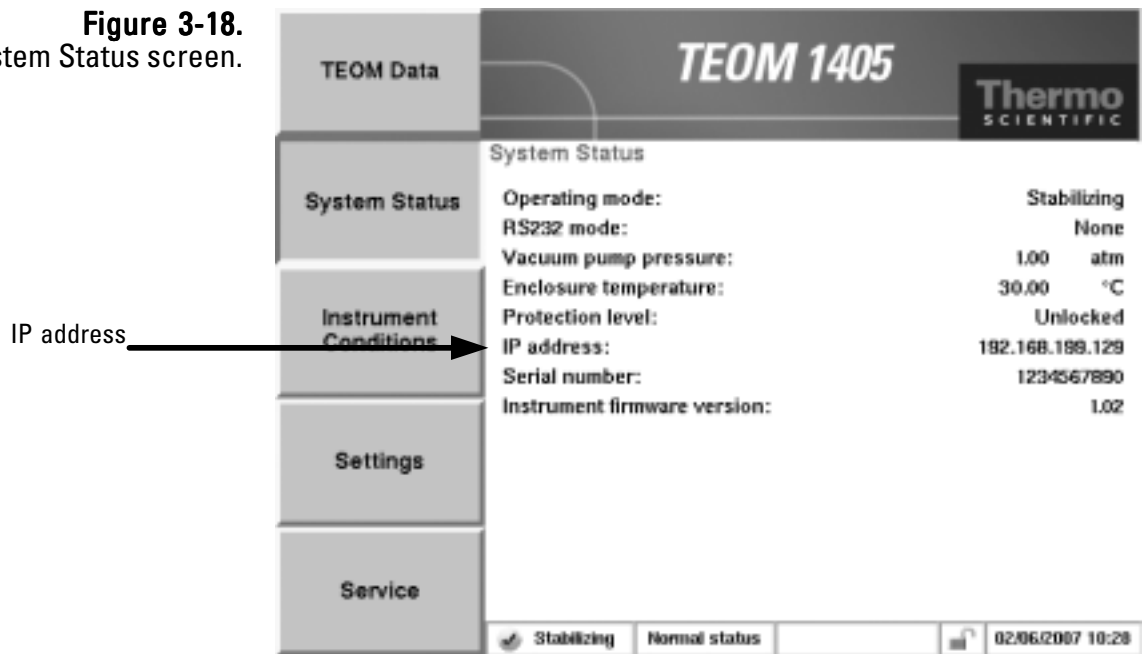 Figure 3-18.
stem Status screen.
TEOM Data
TEOM 1405
Thermo
SCIENTIFIC
System Status
System Status
Operating mode: Stabilizing
RS232 mode: None
Vacuum pump pressure: 1.00 atm
Enclosure temperature: 30.00 °C
Protection level: Unlocked
IP address: 192.168.199.129
Serial number: 1234567890
Instrument firmware version: 1.02
Instrument
Conditions
IP address
Settings
Service
Stabilizing Normal status 02/06/2007 10:28